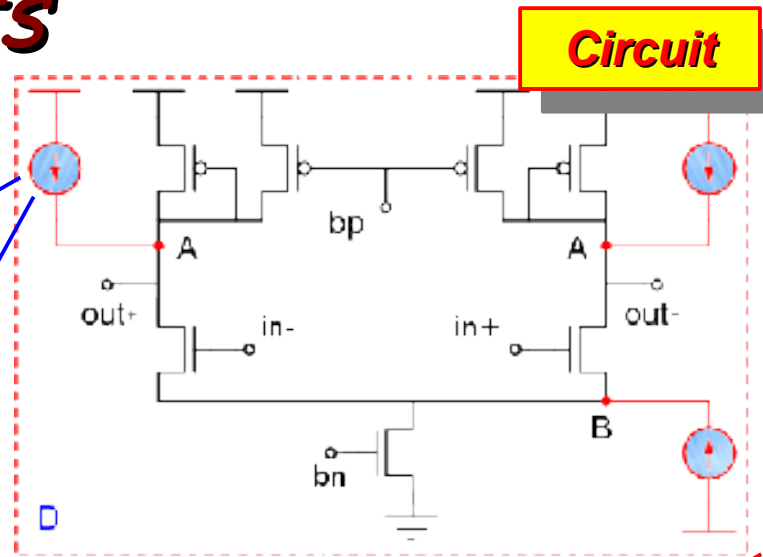 Circuit
bp
A
A
out+
in-
in+
out-
B
bn
D